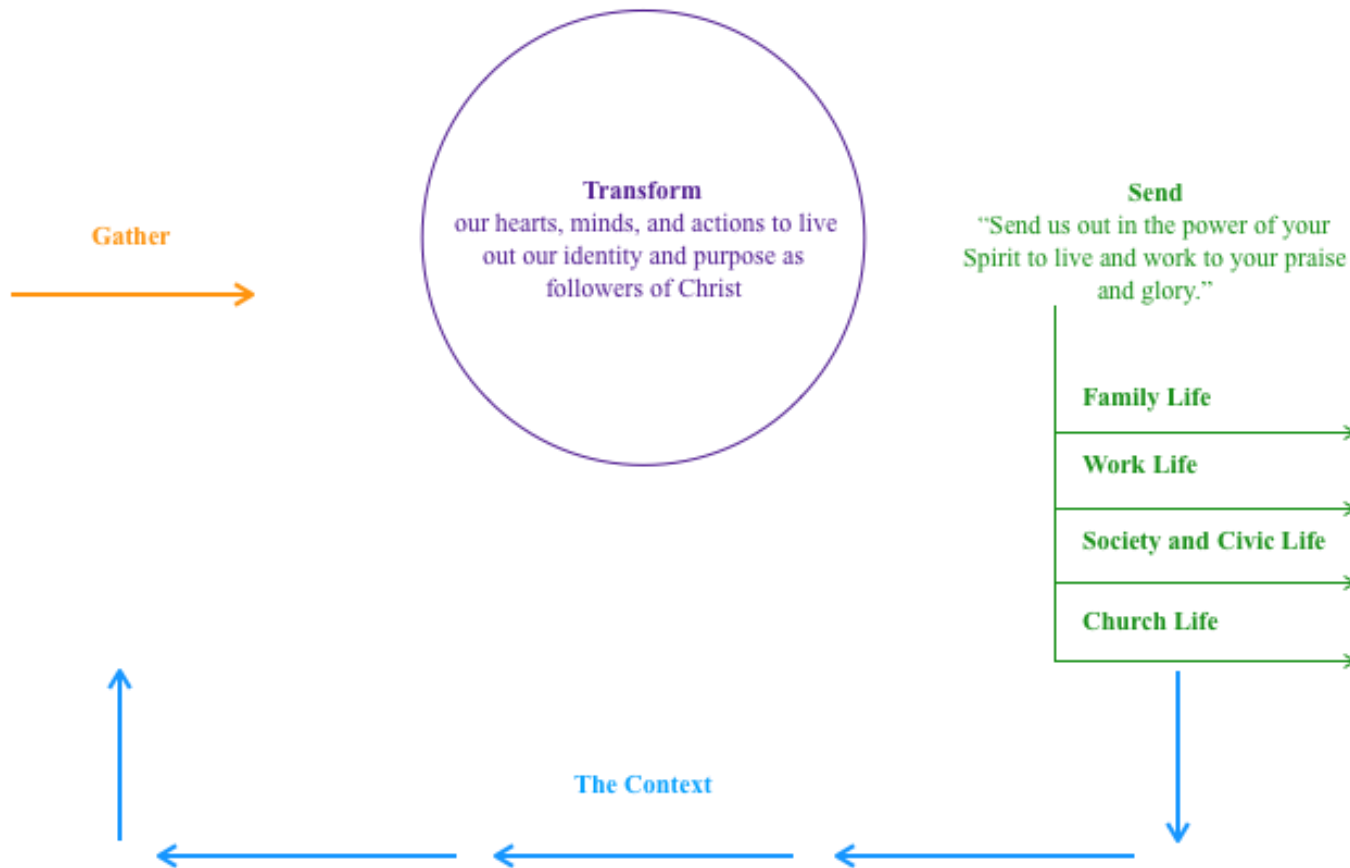 Gather
Transform
our hearts, minds, and actions to live
out our identity and purpose as
followers of Christ
Send
“Send us out in the power of your
Spirit to live and work to your praise
and glory.”
Family Life
Work Life
Society and Civic Life
Church Life
The Context